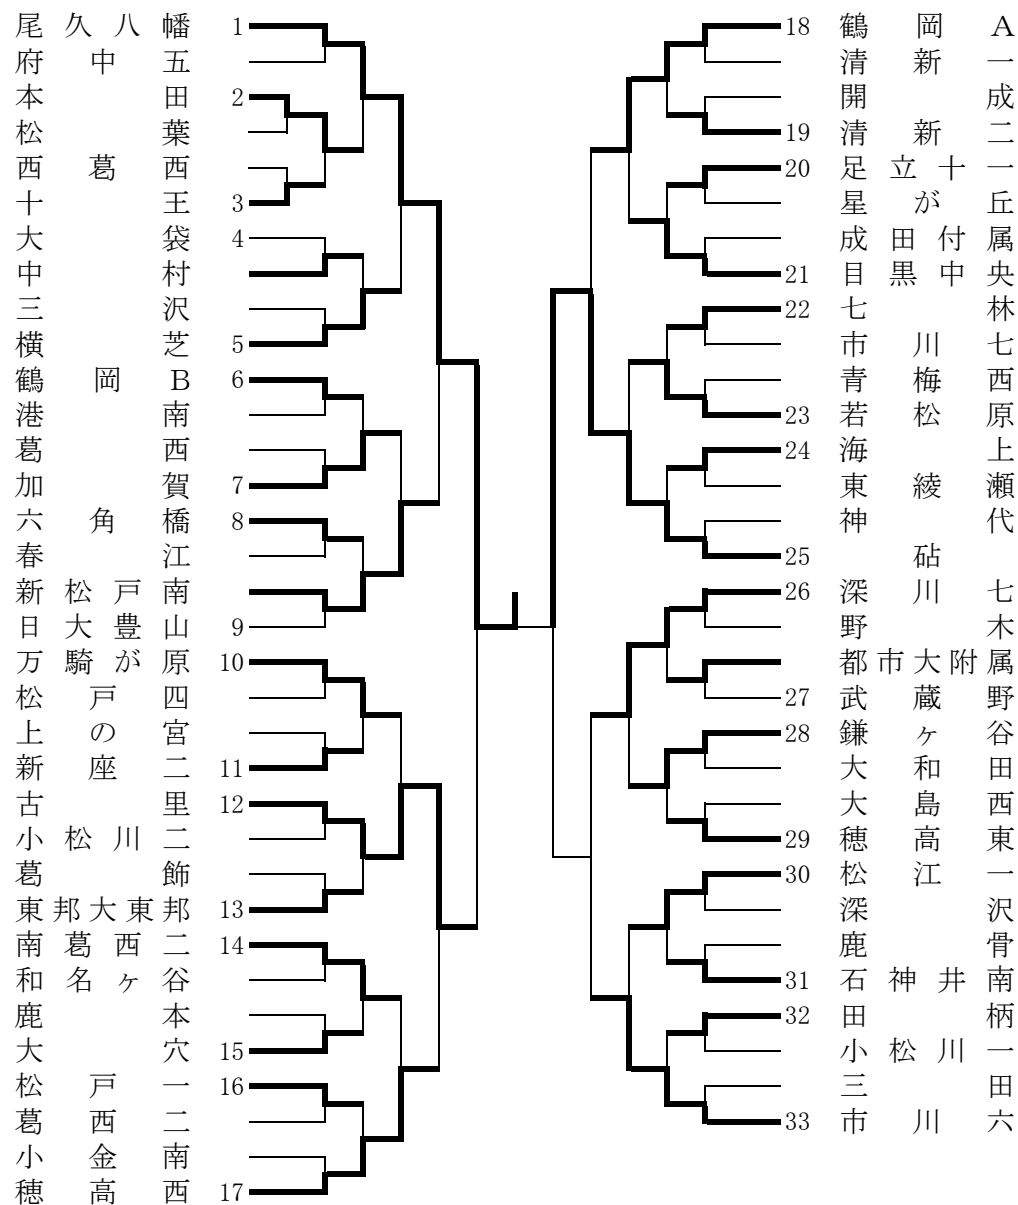 尾久八幡 1
府中五
本田 2
松葉
西葛西
十王 3
大袋 4
中村
三沢
横芝 5
鶴岡B 6
港南
葛西
加賀 7
六角橋 8
春江
新松戸南
日大豊山 9
万騎が原 10
松戸四
上の宮
新座二 11
古里 12
小松川二
葛飾
東邦大東邦 13
南葛西二 14
和名ヶ谷
鹿本
大穴 15
松戸一 16
葛西二
小金南
穂高西 17
18 鶴岡A
清新一
開成
19 清新二
20 足立十一
星が丘
成田付属
21 目黒中央
22 七林
市川七
青梅西
23 若松原
24 海上
東綾瀬
神代
25 砧
26 深川七
野木
都市大附属
27 武蔵野
28 鎌ヶ谷
大和田
大島西
29 穂高東
30 松江一
深沢
鹿骨
31 石神井南
32 田柄
小松川一
三田
33 市川六